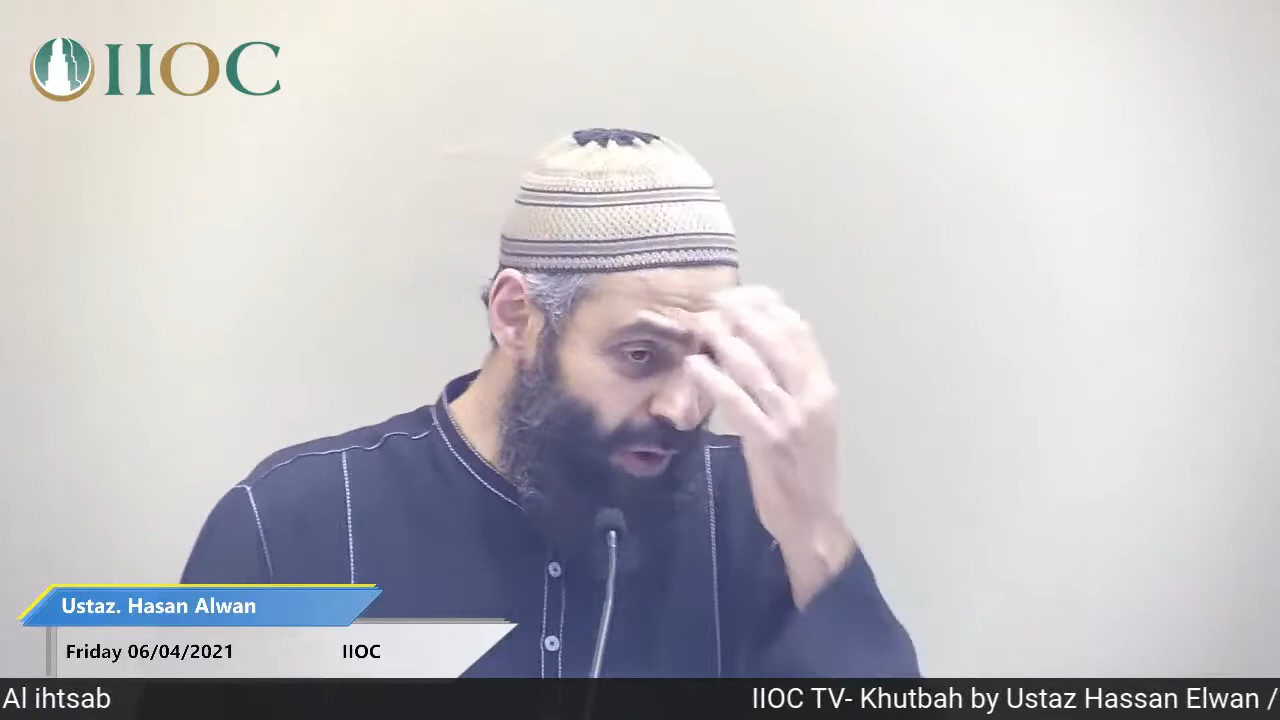 IIOC
Ustaz. Hasan Alwan
Friday 06/04/2021 IIOC
Al ihtsab IIOC TV- Khutbah by Ustaz Hassan Elwan /